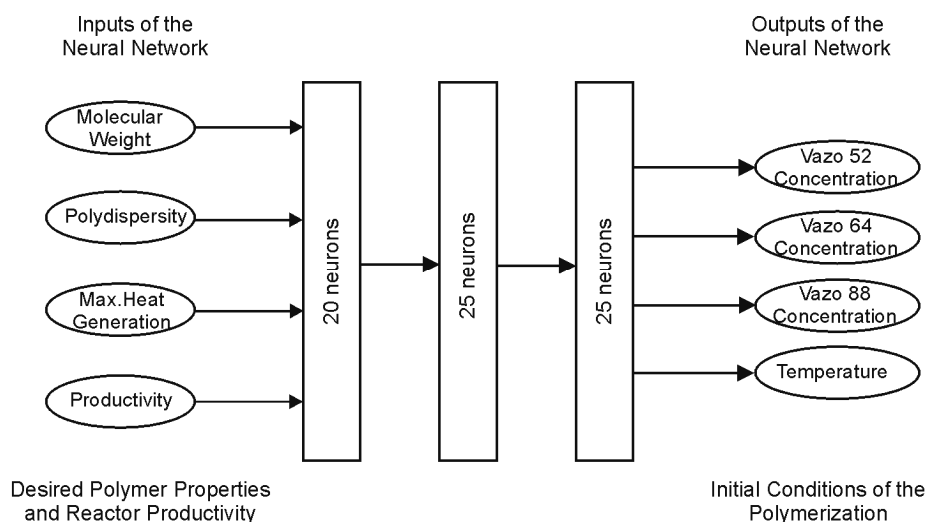 Inputs of the
Neural Network
Outputs of the
Neural Network
Molecular
Weight
Polydispersity
Max.Heat
Generation
Productivity
20 neurons
25 neurons
25 neurons
Vazo 52
Concentration
Vazo 64
Concentration
Vazo 88
Concentration
Temperature
Desired Polymer Properties
and Reactor Productivity
Initial Conditions of the
Polymerization